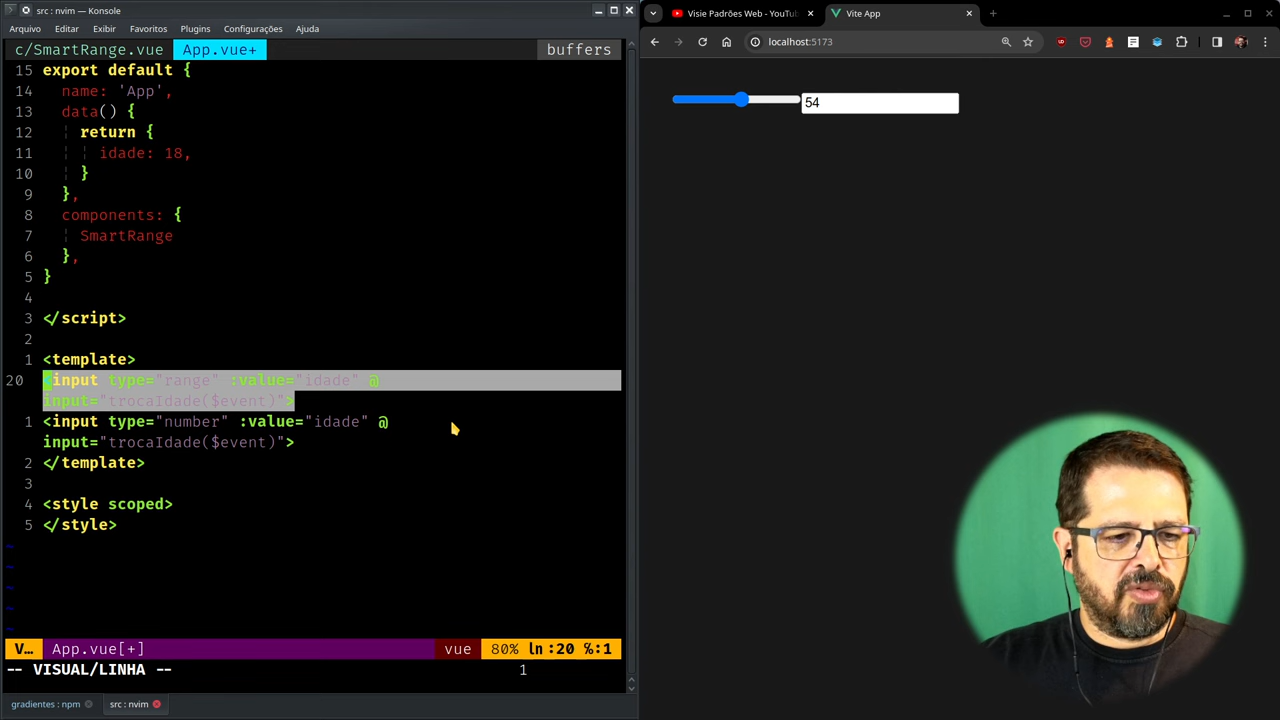 src : nvim — Konsole
Arquivo Editar Exibir Favoritos Plugins Configurações Ajuda
c/SmartRange.vue App.vue+ buffers
15 export default {
14 name: 'App',
13 data() {
12 return {
11 idade: 18,
10 }
9 },
8 components: {
7 SmartRange
6 },
5 }
4
3 </script>
2
1 <template>
20 <input type="range" :value="idade" @
input="trocaIdade($event)">
1 <input type="number" :value="idade" @
input="trocaIdade($event)">
2 </template>
3
4 <style scoped>
5 </style>
~
~
~
~
~
V... App.vue[+] vue 80% ln:20 %:1
-- VISUAL/LINHA -- 1
gradientes : npm src : nvim
Visie Padrões Web - YouTub Vite App
localhost:5173
54